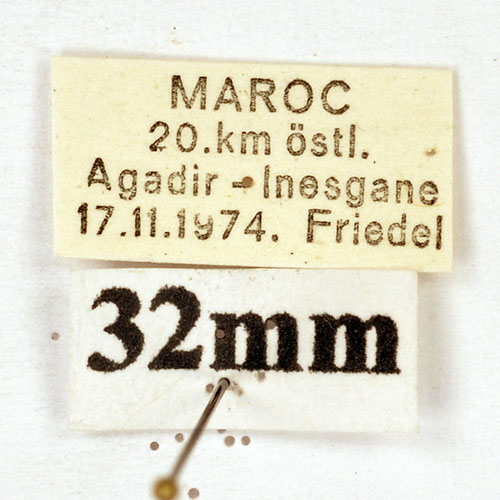 MAROC
20.km östl.
Agadir - Inesgane
17.11.1974. Friedel
32mm